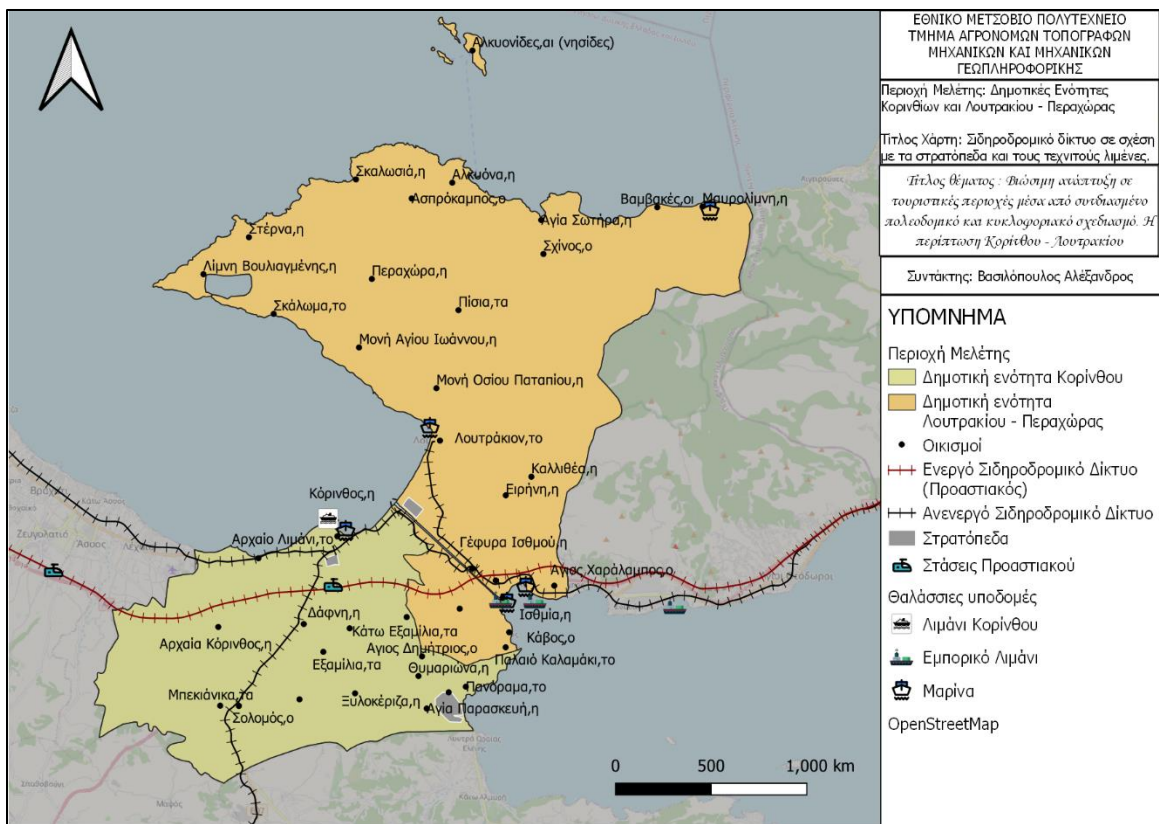 ΕΘΝΙΚΟ ΜΕΤΣΟΒΙΟ ΠΟΛΥΤΕΧΝΕΙΟ
ΤΜΗΜΑ ΑΓΡΟΝΟΜΩΝ ΤΟΠΟΓΡΑΦΩΝ
ΜΗΧΑΝΙΚΩΝ ΚΑΙ ΜΗΧΑΝΙΚΩΝ
ΓΕΩΠΛΗΡΟΦΟΡΙΚΗΣ
Περιοχή Μελέτης: Δημοτικές Ενότητες
Κορινθίων και Λουτρακίου - Περαχώρας
Τίτλος Χάρτη: Σιδηροδρομικό δίκτυο σε σχέση
με τα στρατόπεδα και τους τεχνιτούς λιμένες.
Τίτλος θέματος : Βιώσιμη ανάπτυξη σε
τουριστικές περιοχές μέσα από συνδιασμένο
πολεοδομικό και κυκλοφοριακό σχεδιασμό. Η
περίπτωση Κορίνθου - Λουτρακίου
Συντάκτης: Βασιλόπουλος Αλέξανδρος
ΥΠΟΜΝΗΜΑ
Περιοχή Μελέτης
Δημοτική ενότητα Κορίνθου
Δημοτική ενότητα
Λουτρακίου - Περαχώρας
Οικισμοί
Ενεργό Σιδηροδρομικό Δίκτυο
(Προαστιακός)
Ανενεργό Σιδηροδρομικό Δίκτυο
Στρατόπεδα
Στάσεις Προαστιακού
Θαλάσσιες υποδομές
Λιμάνι Κορίνθου
Εμπορικό Λιμάνι
Μαρίνα
OpenStreetMap
Αλκυονίδες,αι (νησίδες)
Σκαλωσιά,η
Αλκυόνα,η
Ασπρόκαμπος,ο
Βαμβακές,οι
Μαυρολίμνη,η
Αγία Σωτήρα,η
Στέρνα,η
Σχίνος,ο
Λίμνη Βουλιαγμένης,η
Περαχώρα,η
Σκάλωμα,το
Πίσια,τα
Μονή Αγίου Ιωάννου,η
Μονή Οσίου Παταπίου,η
Λουτράκιον,το
Καλλιθέα,η
Ειρήνη,η
Κόρινθος,η
Αρχαίο Λιμάνι,το
Γέφυρα Ισθμού,η
Άγιος Χαράλαμπος,ο
Ισθμία,η
Δάφνη,η
Κάτω Εξαμίλια,τα
Κάβος,ο
Αρχαία Κόρινθος,η
Άγιος Δημήτριος,ο
Παλαιό Καλαμάκι,το
Εξαμίλια,τα
Θυμαριώνα,η
Πανόραμα,το
Μπεκιάνικα,τα
Ξυλοκέριζα,η
Αγία Παρασκευή,η
Σολομός,ο
Ζευγολατιό
Άσσος
0 500 1,000 km